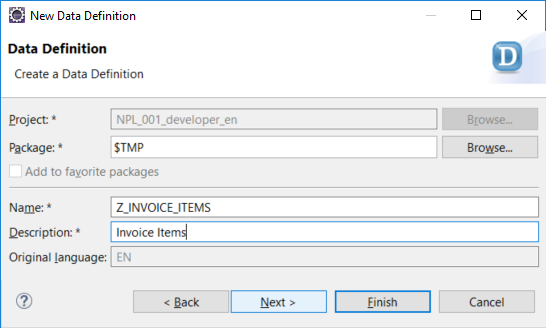 New Data Definition
Data Definition
Create a Data Definition
D
Project: * NPL_001_developer_en Browse...
Package: * $TMP Browse...
Add to favorite packages
Name: * Z_INVOICE_ITEMS
Description: * Invoice Items
Original language: EN
? < Back Next > Finish Cancel